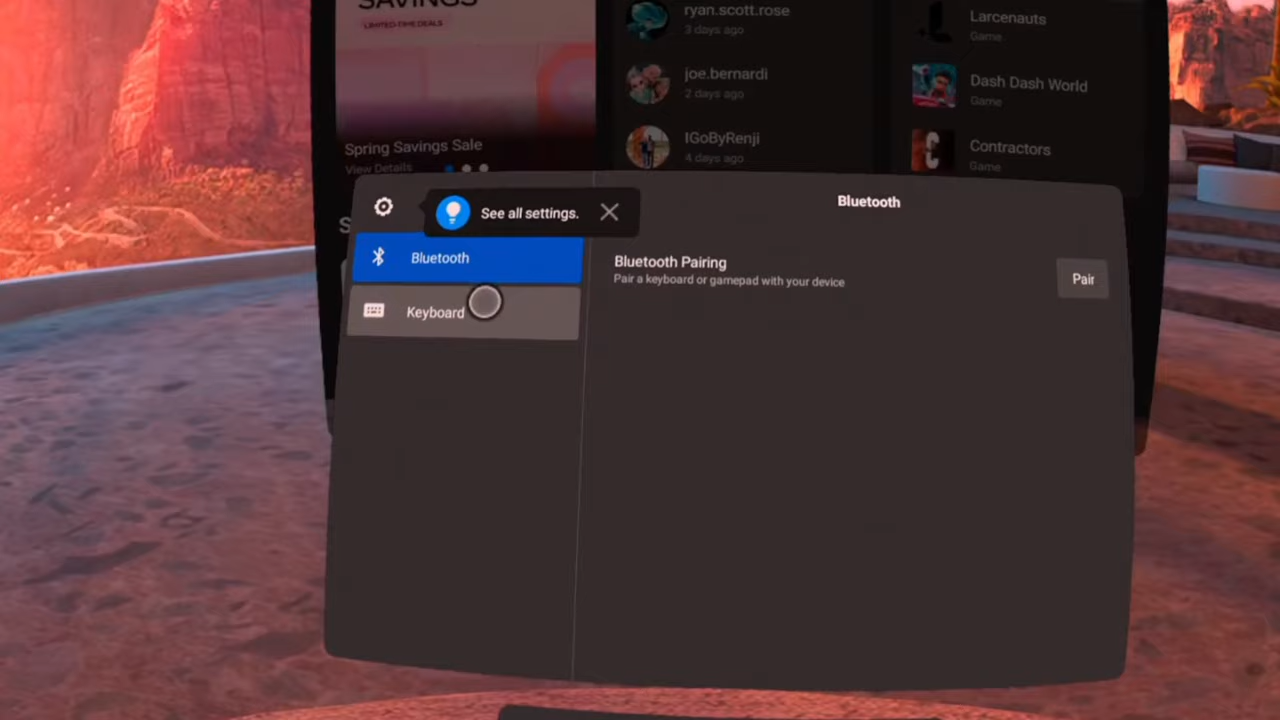 SAVINGS
LIMITED-TIME DEALS
Spring Savings Sale
View Details
ryan.scott.rose
3 days ago
joe.bernardi
2 days ago
IGoByRenji
4 days ago
Larcenauts
Game
Dash Dash World
Game
Contractors
Game
S
See all settings.
Bluetooth
Keyboard
Bluetooth
Bluetooth Pairing
Pair a keyboard or gamepad with your device
Pair